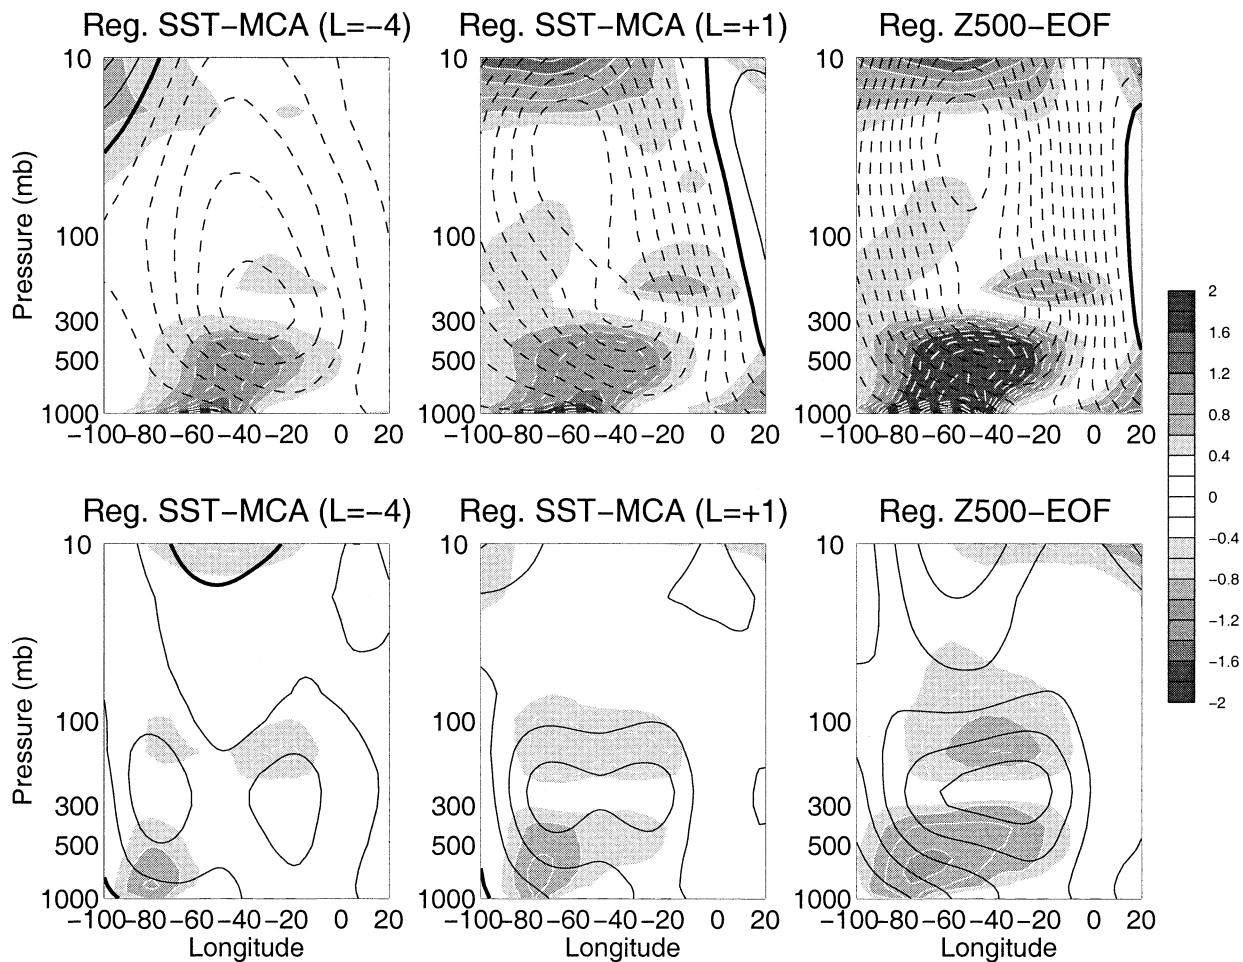 Reg. SST−MCA (L=−4) Reg. SST−MCA (L=+1) Reg. Z500−EOF
10 10 10
100 100 100
300 300 300
500 500 500
1000 1000 1000
Pressure (mb)
−100 −80 −60 −40 −20 0 20 −100 −80 −60 −40 −20 0 20 −100 −80 −60 −40 −20 0 20
2
1.6
1.2
0.8
0.4
0
−0.4
−0.8
−1.2
−1.6
−2
Reg. SST−MCA (L=−4) Reg. SST−MCA (L=+1) Reg. Z500−EOF
10 10 10
100 100 100
300 300 300
500 500 500
1000 1000 1000
Pressure (mb)
−100 −80 −60 −40 −20 0 20 −100 −80 −60 −40 −20 0 20 −100 −80 −60 −40 −20 0 20
Longitude Longitude Longitude